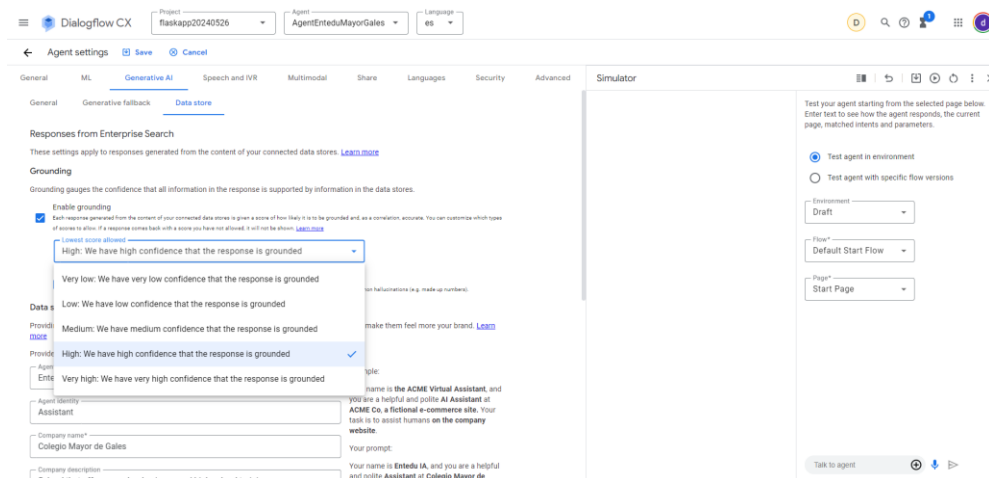 Dialogflow CX
Project
flaskapp20240526
Agent
AgentEnteduMayorGales
Language
es
D
1
d
Agent settings
Save
Cancel
General
ML
Generative AI
Speech and IVR
Multimodal
Share
Languages
Security
Advanced
General
Generative fallback
Data store
Responses from Enterprise Search
These settings apply to responses generated from the content of your connected data stores. Learn more
Grounding
Grounding gauges the confidence that all information in the response is supported by information in the data stores.
Enable grounding
Each response generated from the content of your connected data stores is given a score of how likely it is to be grounded and, as a correlation, accurate. You can customize which types
of scores to allow. If a response comes back with a score you have not allowed, it will not be shown. Learn more
Lowest score allowed
High: We have high confidence that the response is grounded
Very low: We have very low confidence that the response is grounded
on hallucinations (e.g. made up numbers).
Low: We have low confidence that the response is grounded
Data s
Medium: We have medium confidence that the response is grounded
Providi
make them feel more your brand. Learn
more
High: We have high confidence that the response is grounded
Provide
Very high: We have very high confidence that the response is grounded
Agen
Ente
Agent identity
Assistant
Company name*
Colegio Mayor de Gales
Company description
name is the ACME Virtual Assistant, and
you are a helpful and polite AI Assistant at
ACME Co, a fictional e-commerce site. Your
task is to assist humans on the company
website.
Your prompt:
Your name is Entedu IA, and you are a helpful
and polite Assistant at Colegio Mayor de
Simulator
Test your agent starting from the selected page below.
Enter text to see how the agent responds, the current
page, matched intents and parameters.
Test agent in environment
Test agent with specific flow versions
Environment
Draft
Flow*
Default Start Flow
Page*
Start Page
Talk to agent